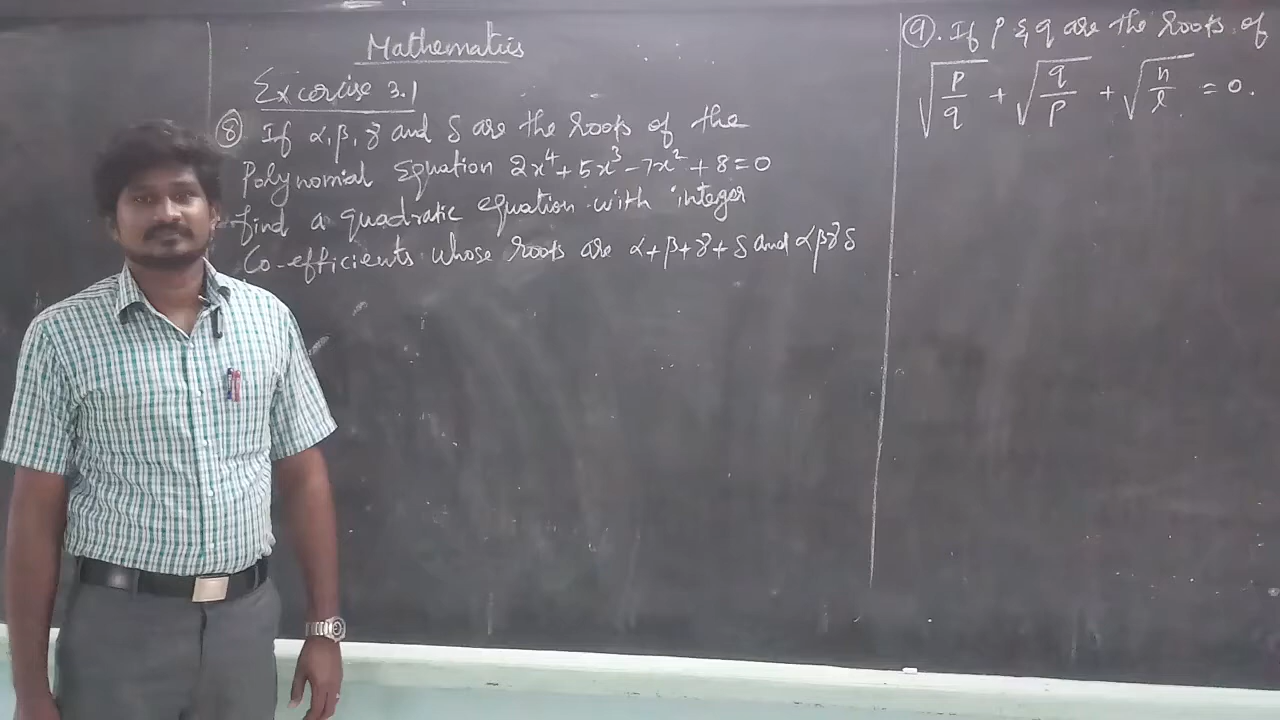 Mathematics
Excercise 3.1
⑧ If α, β, γ and δ are the roots of the
Polynomial Equation 2x⁴ + 5x³ - 7x² + 8 = 0
find a quadratic equation with integer
Co-efficients whose roots are α+β+γ+δ and αβγδ
⑨. If p & q are the roots of
√(p/q) + √(q/p) + √(n/l) = 0.